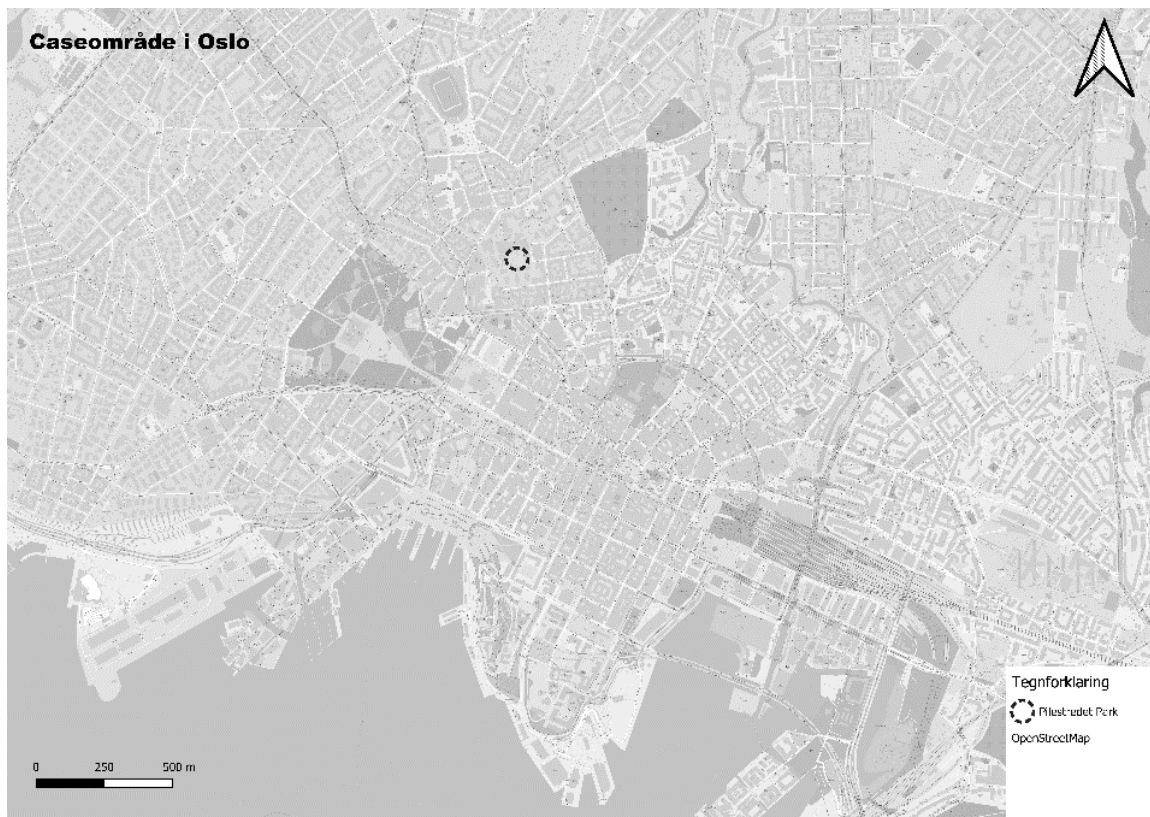 Caseområde i Oslo
Tegnforklaring
Pilestredet Park
OpenStreetMap
0 250 500 m